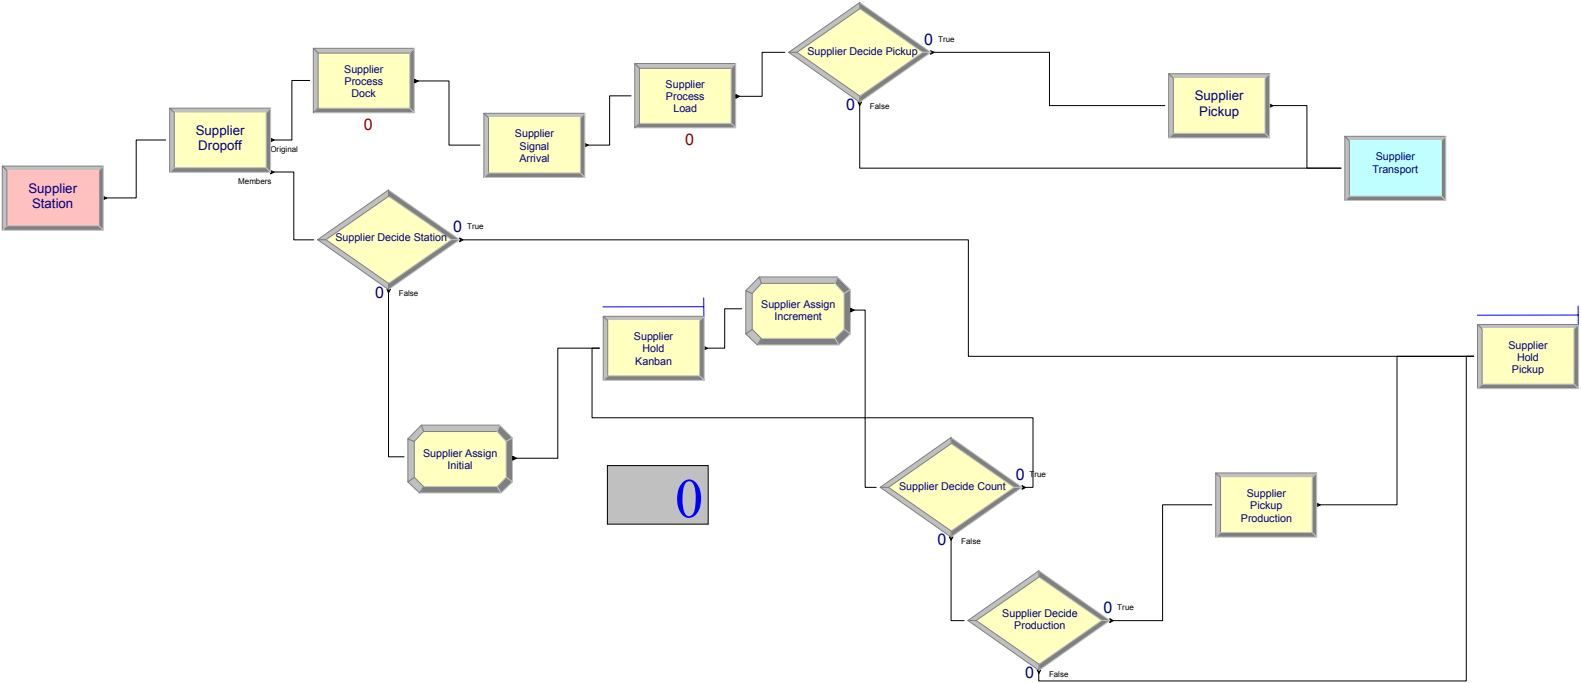 Supplier
Station
Supplier
Dropoff
Original
Members
Supplier
Process
Dock
0
Supplier
Signal
Arrival
Supplier
Process
Load
0
Supplier Decide Pickup
0 True
0 False
Supplier
Pickup
Supplier
Transport
Supplier Decide Station
0 True
0 False
Supplier Assign
Initial
Supplier
Hold
Kanban
Supplier Assign
Increment
0
Supplier Decide Count
0 True
0 False
Supplier Decide
Production
0 True
0 False
Supplier
Pickup
Production
Supplier
Hold
Pickup